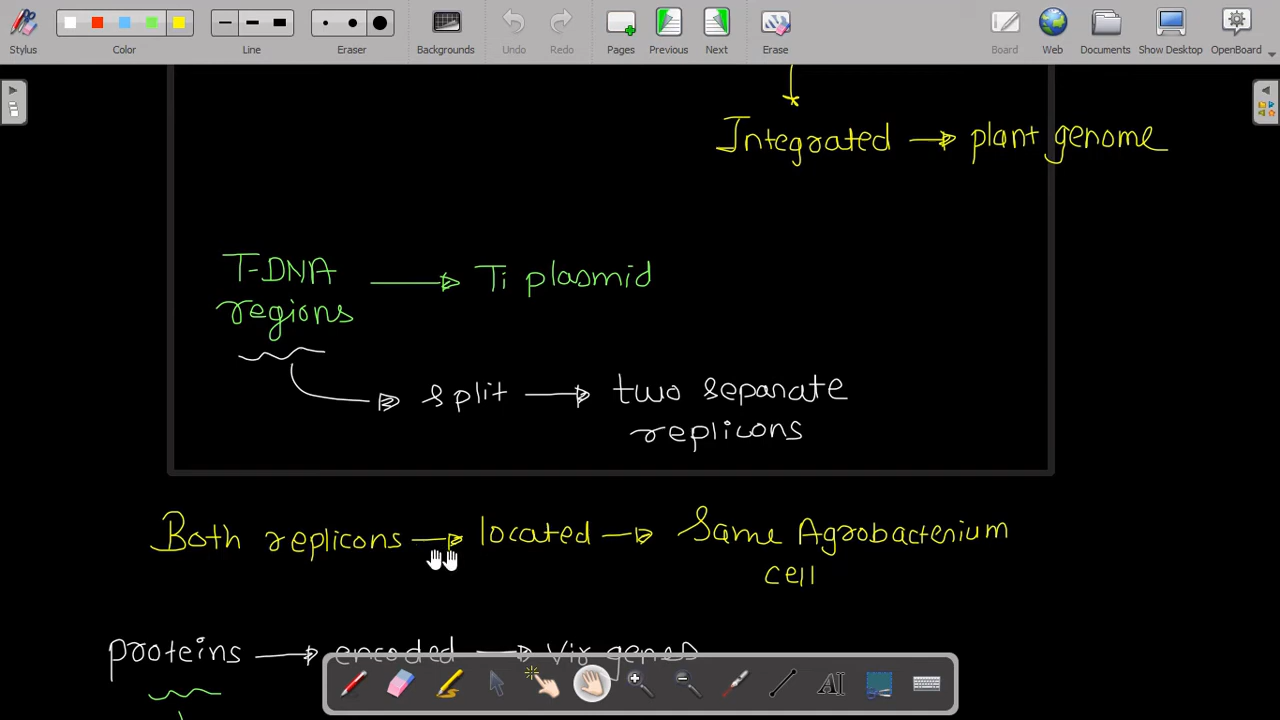 Stylus Color Line Eraser Backgrounds Undo Redo Pages Previous Next Erase Board Web Documents Show Desktop OpenBoard
Integrated → plant genome
T-DNA → Ti plasmid
regions
split → two separate
replicons
Both replicons → located → Same Agrobacterium
cell
proteins → encoded → Vir genes
AI